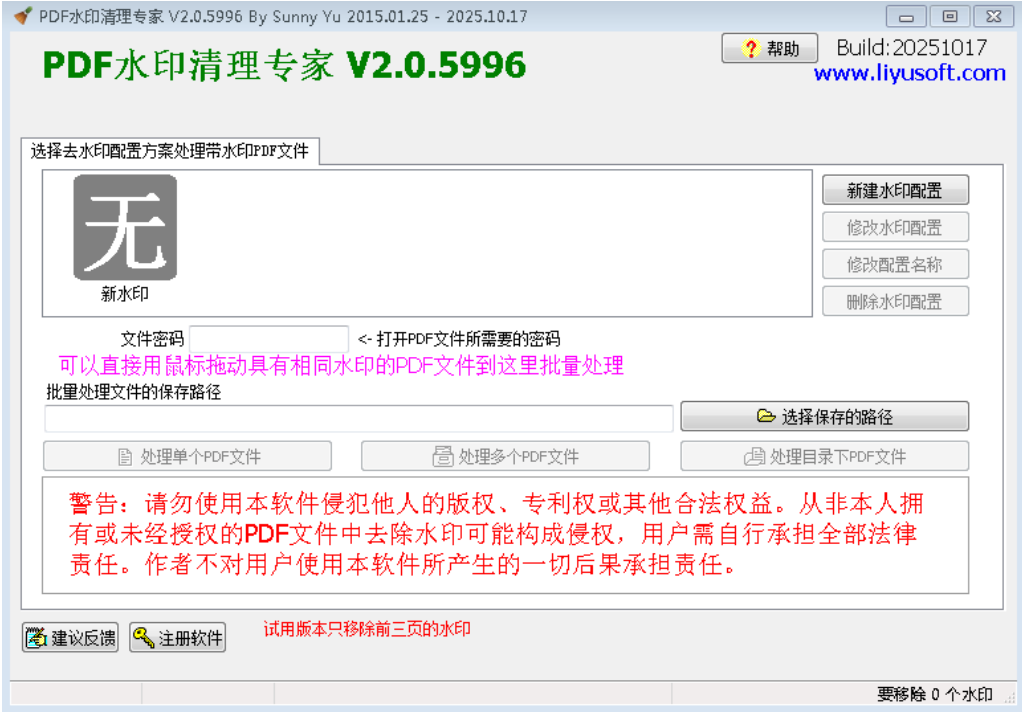 PDF水印清理专家 V2.0.5996 By Sunny Yu 2015.01.25 - 2025.10.17
PDF水印清理专家 V2.0.5996
帮助
Build:20251017
www.liyusoft.com
选择去水印配置方案处理带水印PDF文件
无
新水印
新建水印配置
修改水印配置
修改配置名称
删除水印配置
文件密码
<- 打开PDF文件所需要的密码
可以直接用鼠标拖动具有相同水印的PDF文件到这里批量处理
批量处理文件的保存路径
选择保存的路径
处理单个PDF文件
处理多个PDF文件
处理目录下PDF文件
警告：请勿使用本软件侵犯他人的版权、专利权或其他合法权益。从非本人拥
有或未经授权的PDF文件中去除水印可能构成侵权，用户需自行承担全部法律
责任。作者不对用户使用本软件所产生的一切后果承担责任。
建议反馈
注册软件
试用版本只移除前三页的水印
要移除 0 个水印